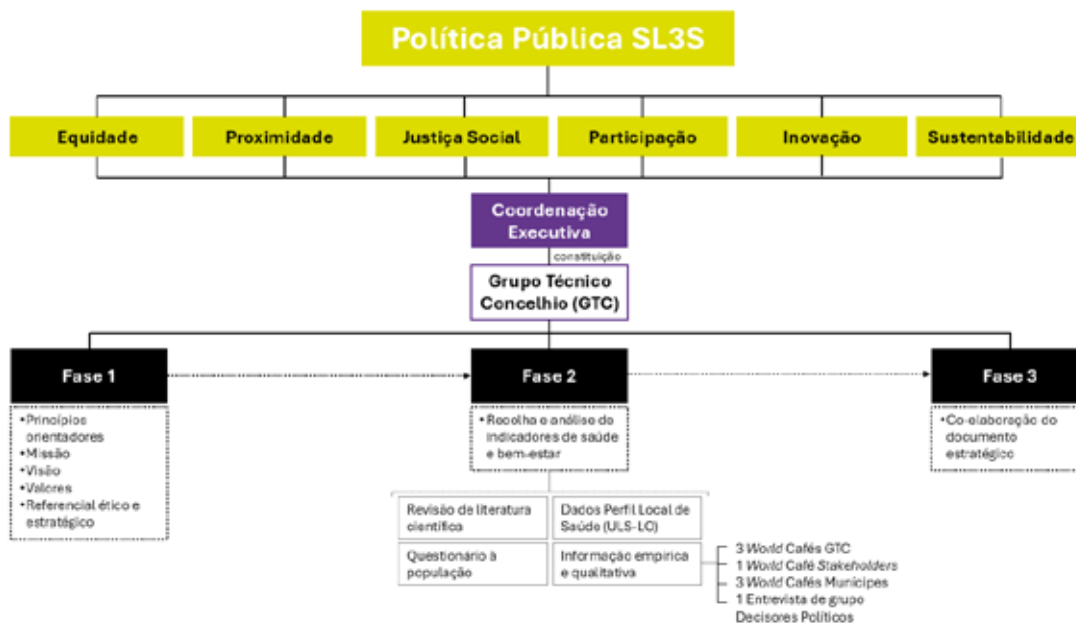 Política Pública SL3S
Equidade
Proximidade
Justiça Social
Participação
Inovação
Sustentabilidade
Coordenação
Executiva
constituição
Grupo Técnico
Concelhio (GTC)
Fase 1
Fase 2
Fase 3
•Princípios
orientadores
•Missão
•Visão
•Valores
•Referencial ético e
estratégico
•Recolha e análise de
indicadores de saúde
e bem-estar
•Co-elaboração do
documento
estratégico
Revisão de literatura
científica
Dados Perfil Local de
Saúde (ULS-LO)
Questionário à
população
Informação empírica
e qualitativa
3 World Cafés GTC
1 World Café Stakeholders
3 World Cafés Munícipes
1 Entrevista de grupo
Decisores Políticos